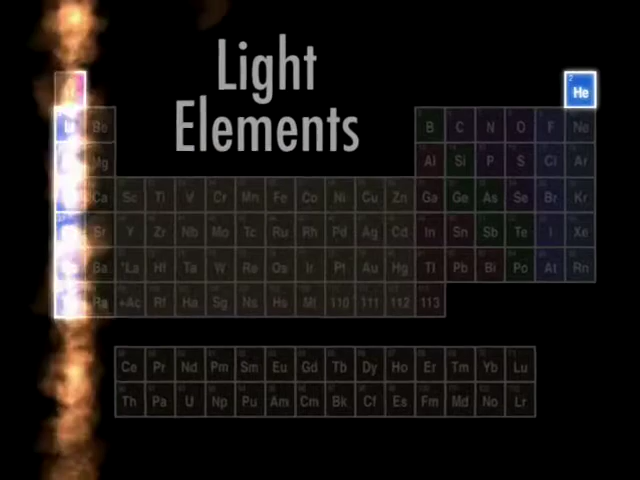 Light
Elements
He
Be B C N O F Ne
Mg Al Si P S Cl Ar
Ca Sc Ti V Cr Mn Fe Co Ni Cu Zn Ga Ge As Se Br Kr
Sr Y Zr Nb Mo Tc Ru Rh Pd Ag Cd In Sn Sb Te I Xe
Ba *La Hf Ta W Re Os Ir Pt Au Hg Tl Pb Bi Po At Rn
Ra +Ac Rf Ha Sg Ns Hs Mt 110 111 112 113
Ce Pr Nd Pm Sm Eu Gd Tb Dy Ho Er Tm Yb Lu
Th Pa U Np Pu Am Cm Bk Cf Es Fm Md No Lr